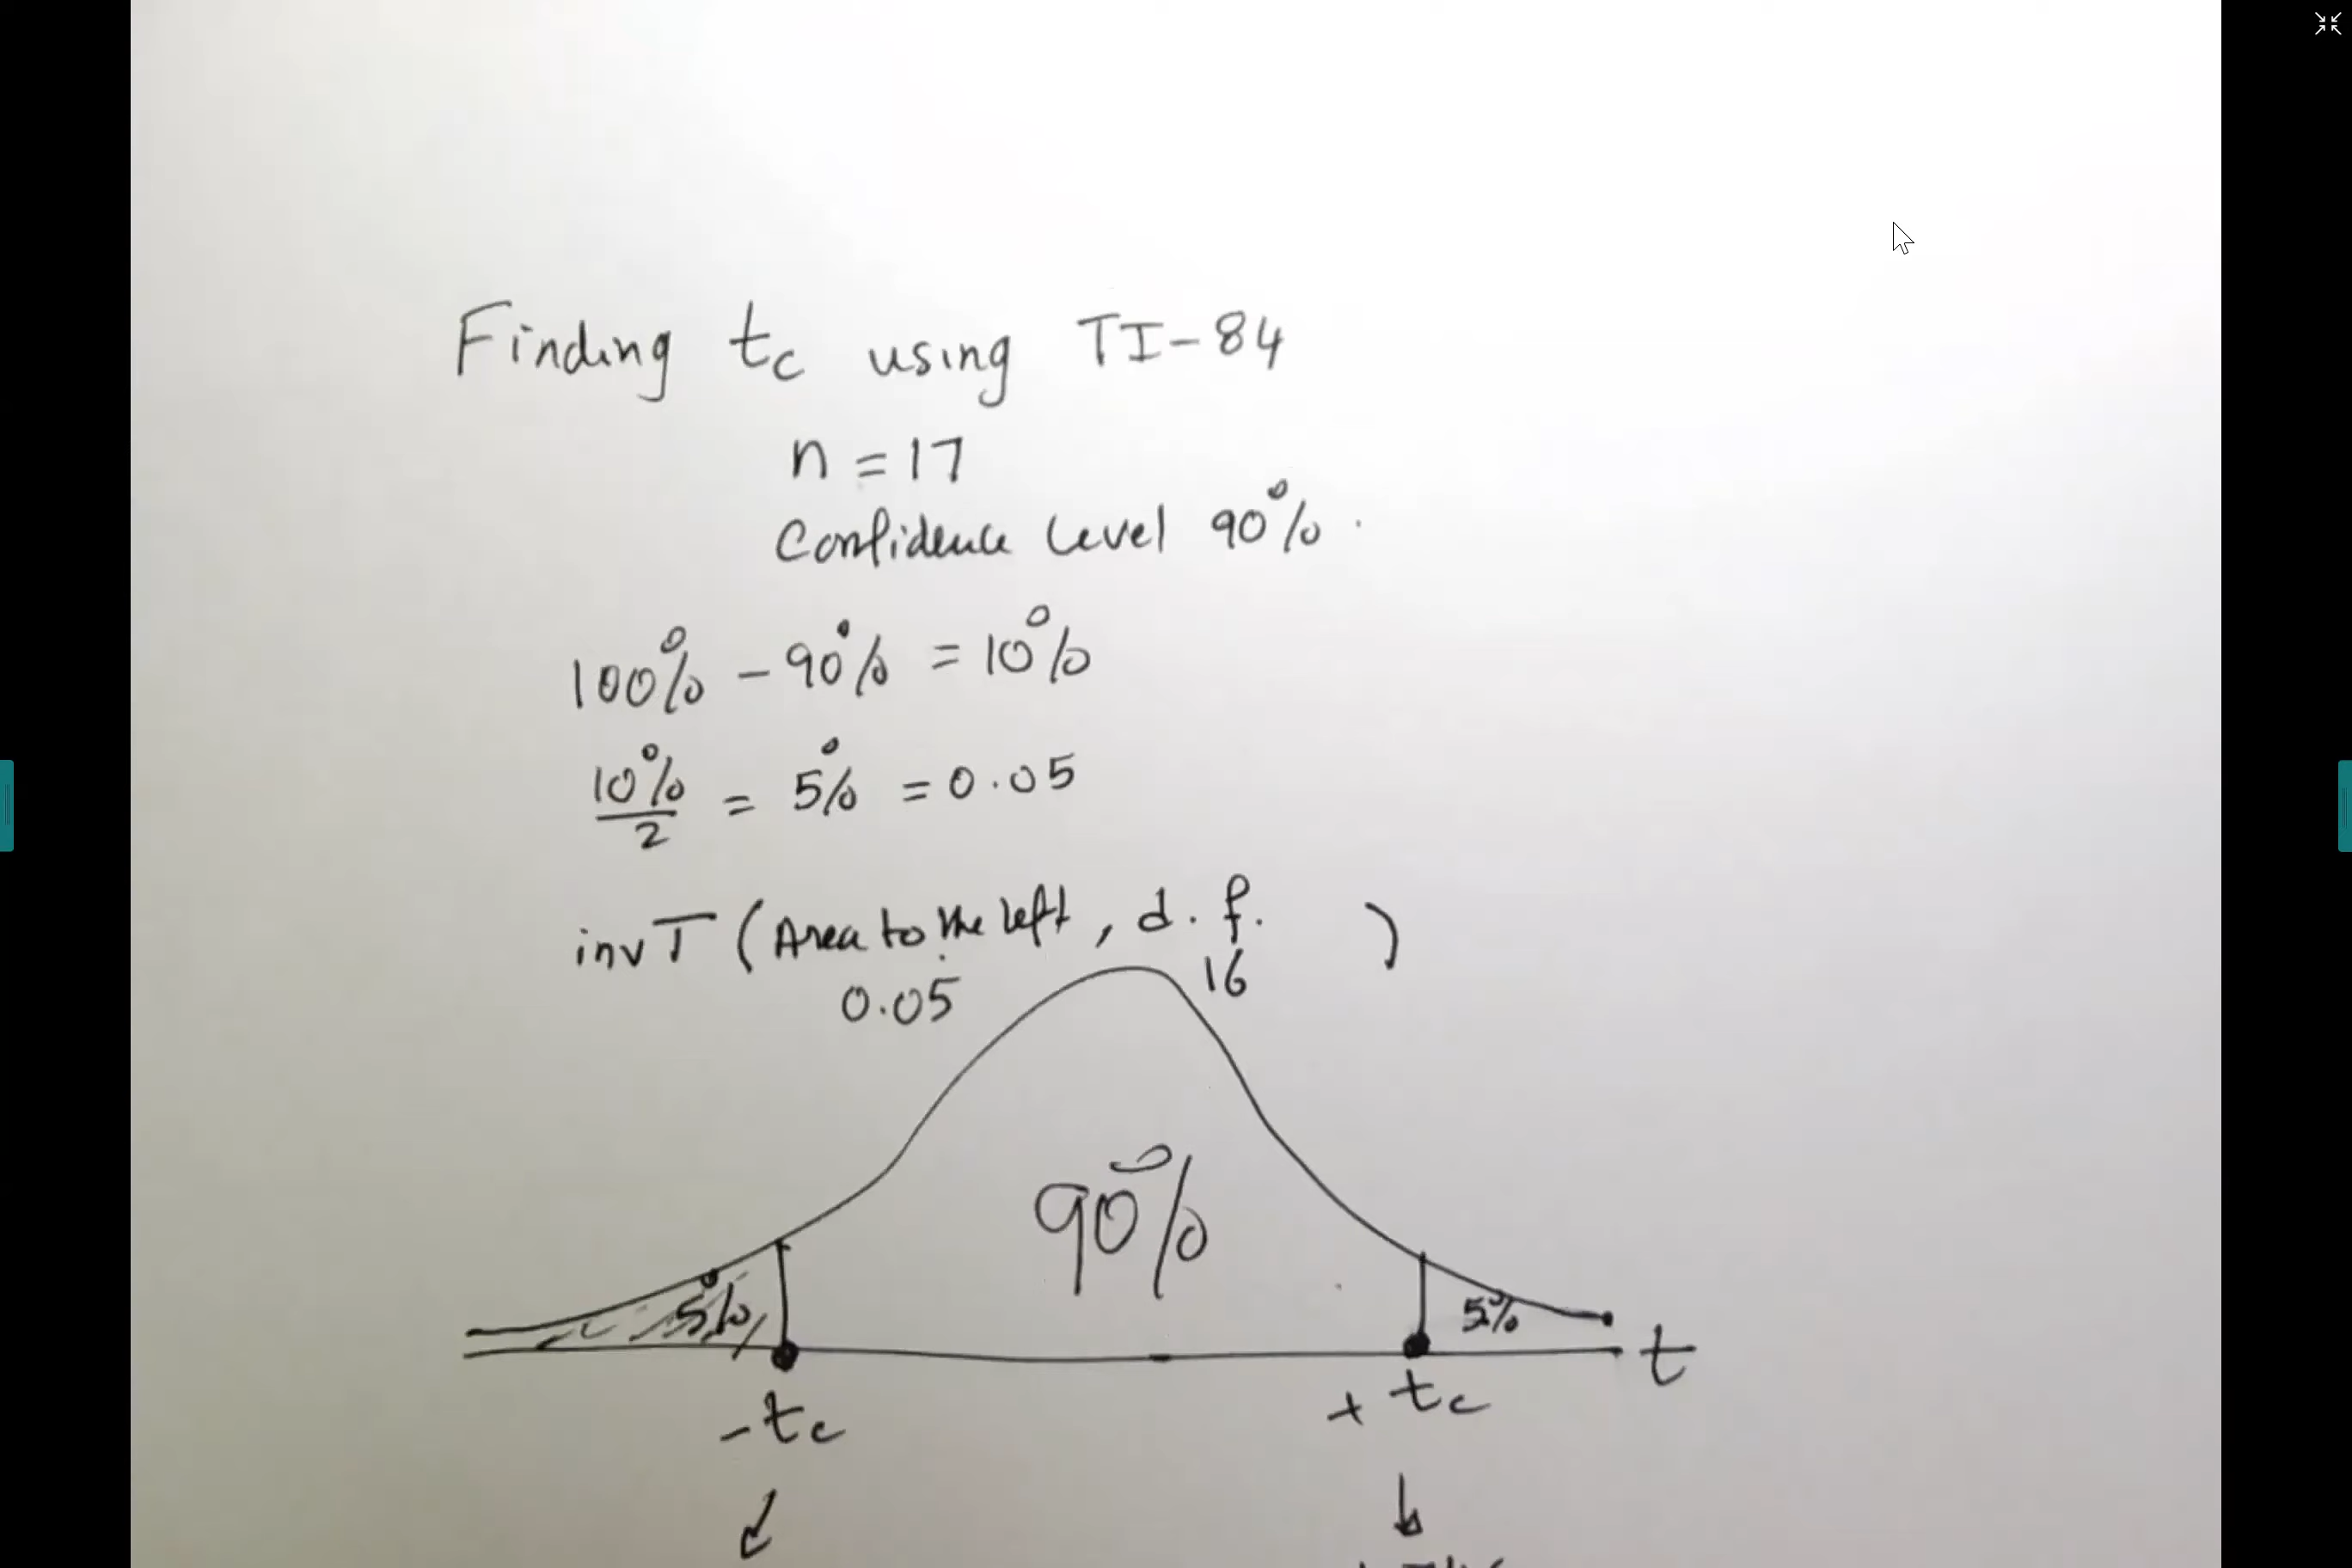 Finding tc using TI-84
n = 17
Confidence level 90%.
100% - 90% = 10%
10%/2 = 5% = 0.05
invT (Area to the left, d.f. )
0.05 16
90%
5% 5%
t
-tc + tc